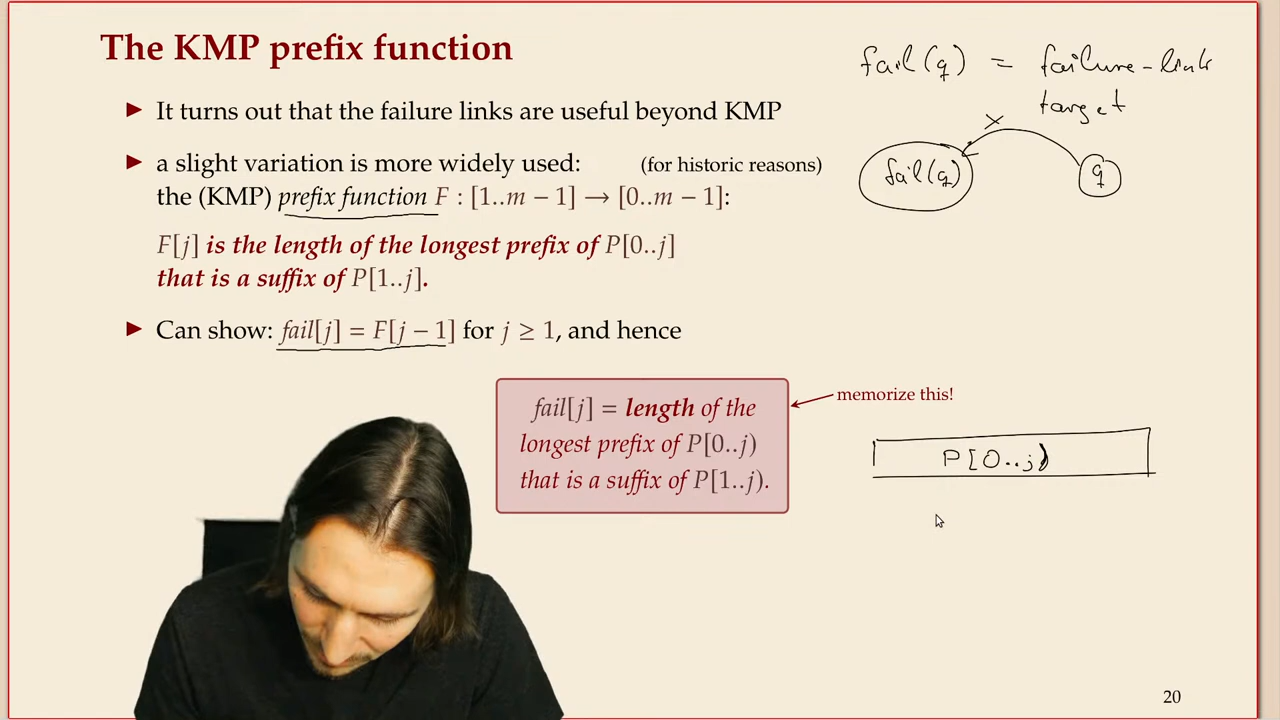 The KMP prefix function
▶ It turns out that the failure links are useful beyond KMP
▶ a slight variation is more widely used: (for historic reasons)
the (KMP) prefix function F : [1..m − 1] → [0..m − 1]:
F[j] is the length of the longest prefix of P[0..j]
that is a suffix of P[1..j].
▶ Can show: fail[j] = F[j − 1] for j ≥ 1, and hence
fail[j] = length of the
longest prefix of P[0..j)
that is a suffix of P[1..j).
memorize this!
fail(q) = failure-link
target
x
fail(q)
q
P[0..j)
20